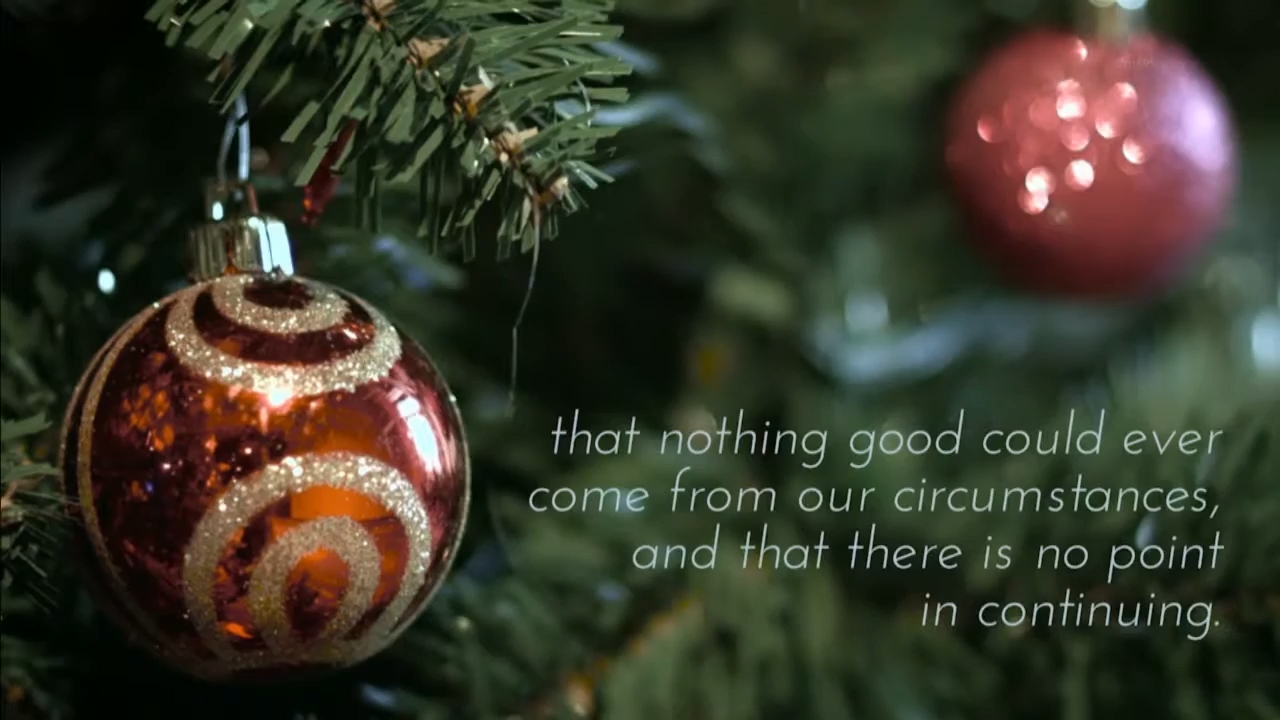 that nothing good could ever
come from our circumstances,
and that there is no point
in continuing.